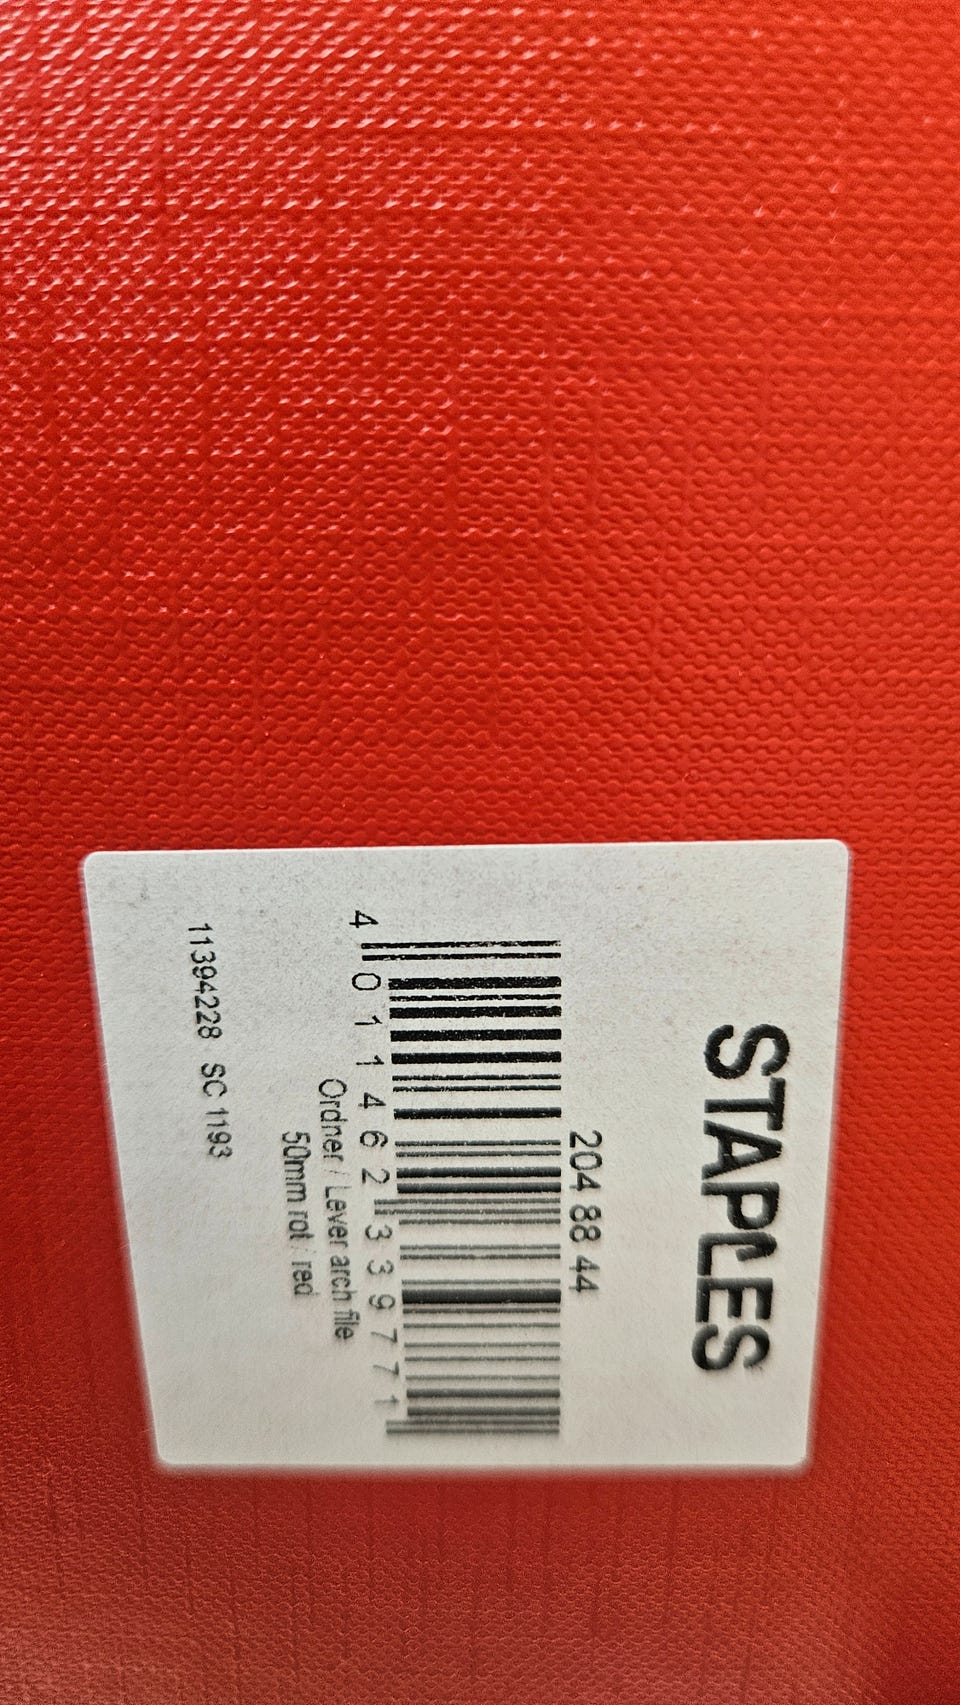 STAPLES
204 88 44
4 011462 339771
Ordner / Lever arch file
50mm rot / red
11394228 SC 1193